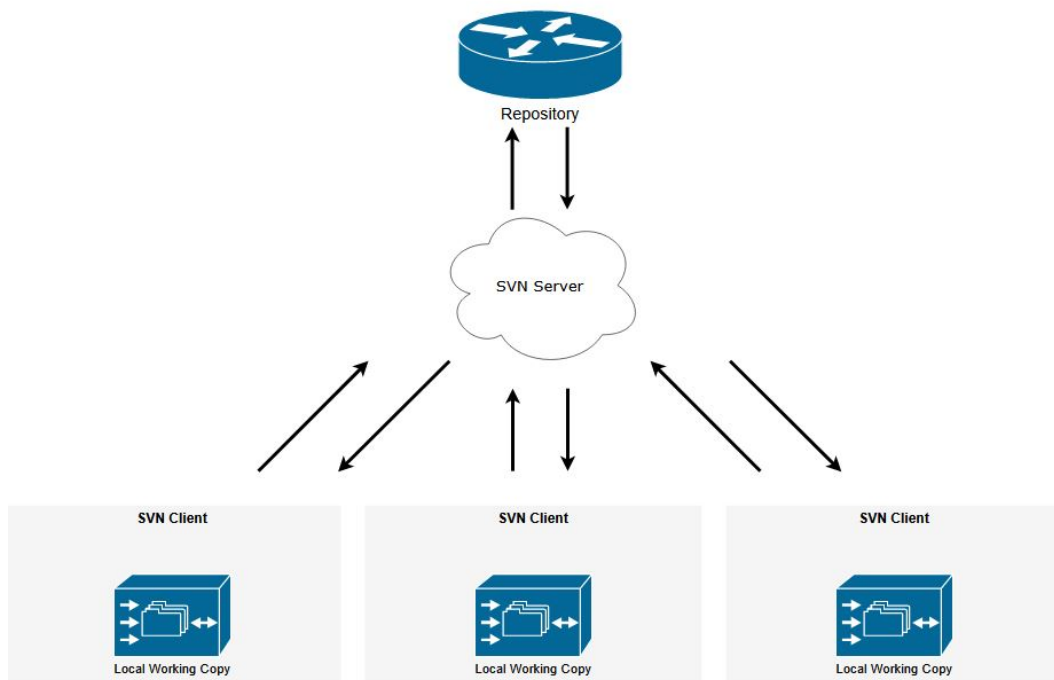 Repository
SVN Server
SVN Client
SVN Client
SVN Client
Local Working Copy
Local Working Copy
Local Working Copy